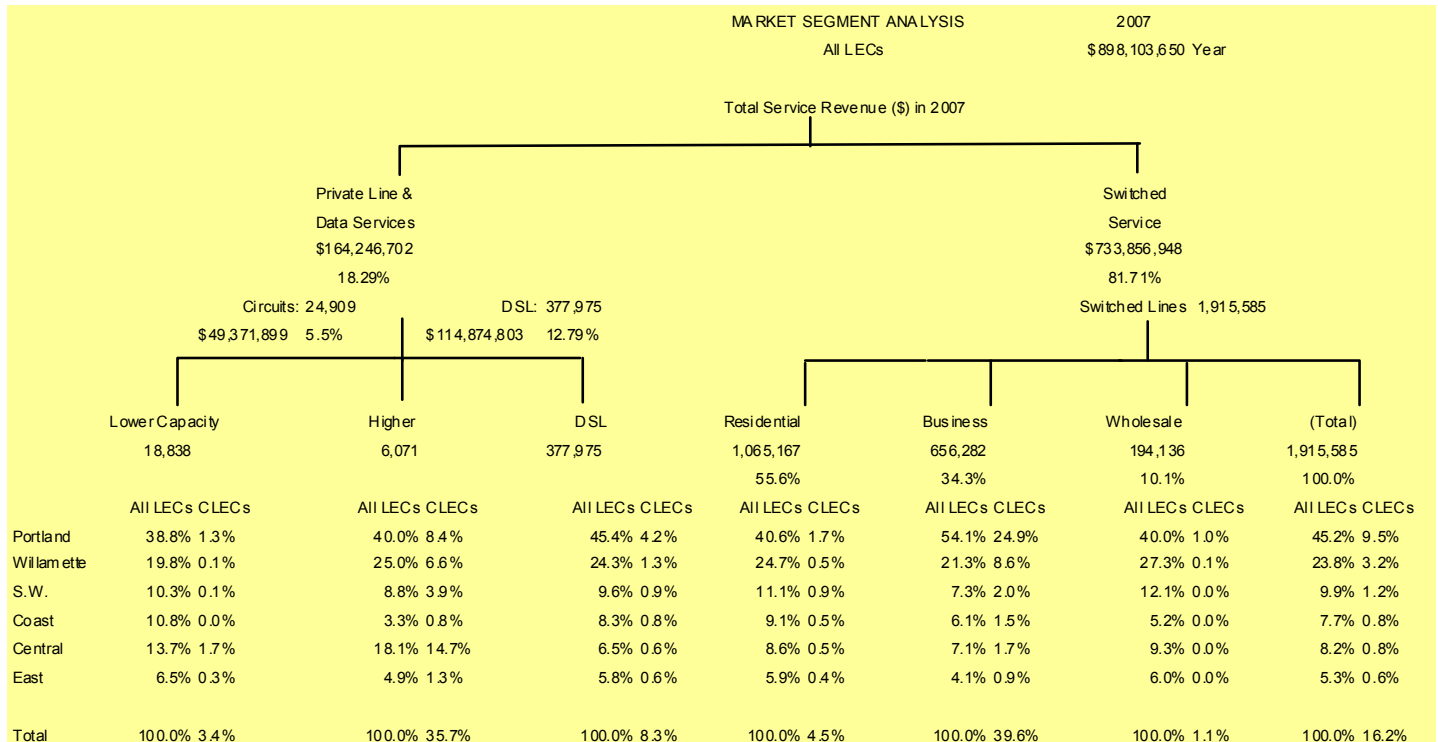 MARKET SEGMENT ANALYSIS 2007
All LECs $898,103,650 Year
Total Service Revenue ($) in 2007
Private Line & Switched
Data Services Service
$164,246,702 $733,856,948
18.29% 81.71%
Circuits: 24,909 DSL: 377,975 Switched Lines 1,915,585
$49,371,899 5.5% $114,874,803 12.79%
Lower Capacity Higher DSL Residential Business Wholesale (Total)
18,838 6,071 377,975 1,065,167 656,282 194,136 1,915,585
55.6% 34.3% 10.1% 100.0%
All LECs CLECs All LECs CLECs All LECs CLECs All LECs CLECs All LECs CLECs All LECs CLECs All LECs CLECs
Portland 38.8% 1.3% 40.0% 8.4% 45.4% 4.2% 40.6% 1.7% 54.1% 24.9% 40.0% 1.0% 45.2% 9.5%
Willamette 19.8% 0.1% 25.0% 6.6% 24.3% 1.3% 24.7% 0.5% 21.3% 8.6% 27.3% 0.1% 23.8% 3.2%
S.W. 10.3% 0.1% 8.8% 3.9% 9.6% 0.9% 11.1% 0.9% 7.3% 2.0% 12.1% 0.0% 9.9% 1.2%
Coast 10.8% 0.0% 3.3% 0.8% 8.3% 0.8% 9.1% 0.5% 6.1% 1.5% 5.2% 0.0% 7.7% 0.8%
Central 13.7% 1.7% 18.1% 14.7% 6.5% 0.6% 8.6% 0.5% 7.1% 1.7% 9.3% 0.0% 8.2% 0.8%
East 6.5% 0.3% 4.9% 1.3% 5.8% 0.6% 5.9% 0.4% 4.1% 0.9% 6.0% 0.0% 5.3% 0.6%
Total 100.0% 3.4% 100.0% 35.7% 100.0% 8.3% 100.0% 4.5% 100.0% 39.6% 100.0% 1.1% 100.0% 16.2%